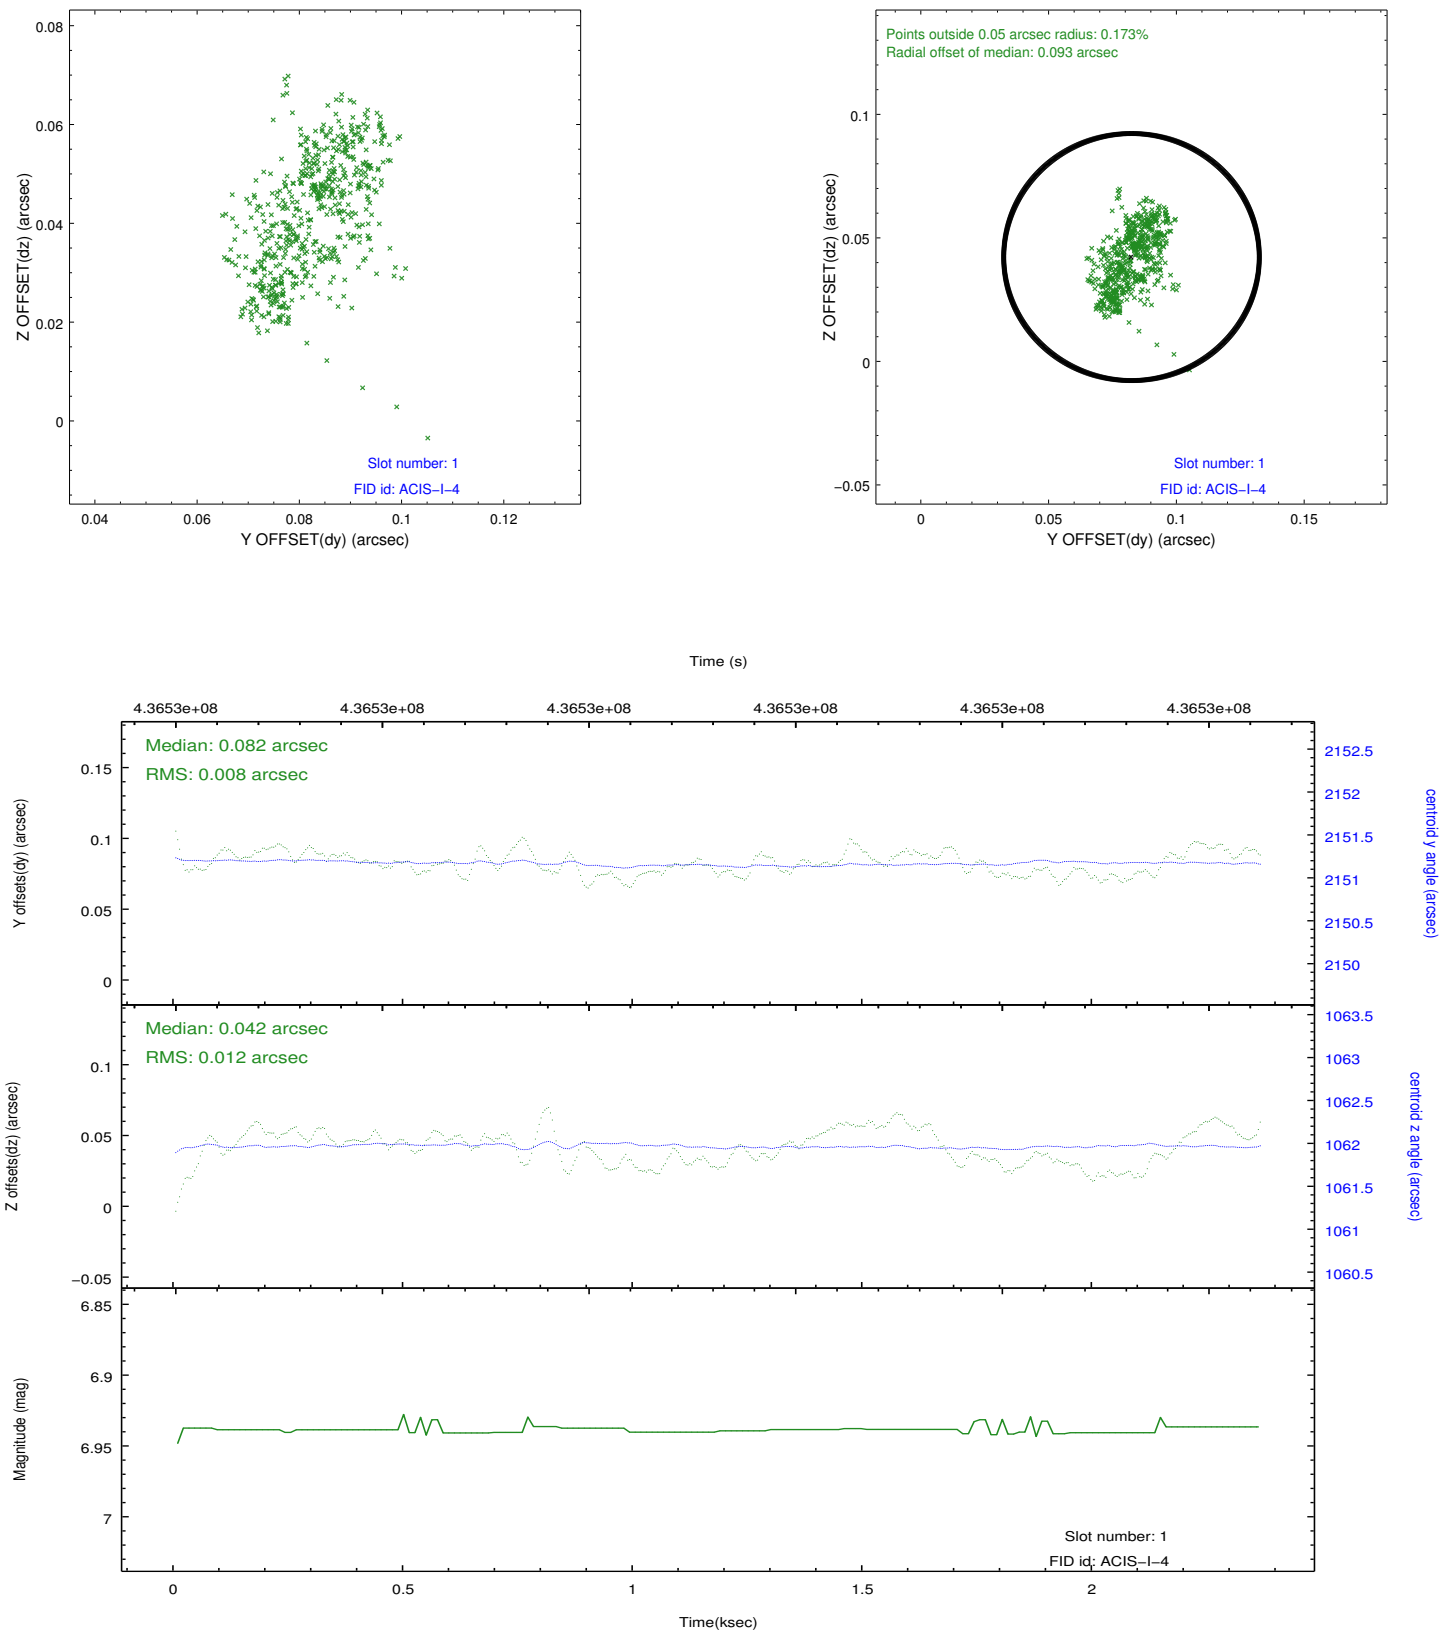 0.08
0.06
0.04
0.02
0
Z OFFSET(dz) (arcsec)
0.04 0.06 0.08 0.1 0.12
Y OFFSET(dy) (arcsec)
Slot number: 1
FID id: ACIS−I−4
Points outside 0.05 arcsec radius: 0.173%
Radial offset of median: 0.093 arcsec
0.1
0.05
0
−0.05
Z OFFSET(dz) (arcsec)
0 0.05 0.1 0.15
Y OFFSET(dy) (arcsec)
Slot number: 1
FID id: ACIS−I−4
Time (s)
4.3653e+08 4.3653e+08 4.3653e+08 4.3653e+08 4.3653e+08 4.3653e+08
Median: 0.082 arcsec
RMS: 0.008 arcsec
0.15
0.1
0.05
0
Y offsets(dy) (arcsec)
2152.5
2152
2151.5
2151
2150.5
2150
centroid y angle (arcsec)
Median: 0.042 arcsec
RMS: 0.012 arcsec
0.1
0.05
0
−0.05
Z offsets(dz) (arcsec)
1063.5
1063
1062.5
1062
1061.5
1061
1060.5
centroid z angle (arcsec)
6.85
6.9
6.95
7
Magnitude (mag)
Slot number: 1
FID id: ACIS−I−4
0 0.5 1 1.5 2
Time(ksec)